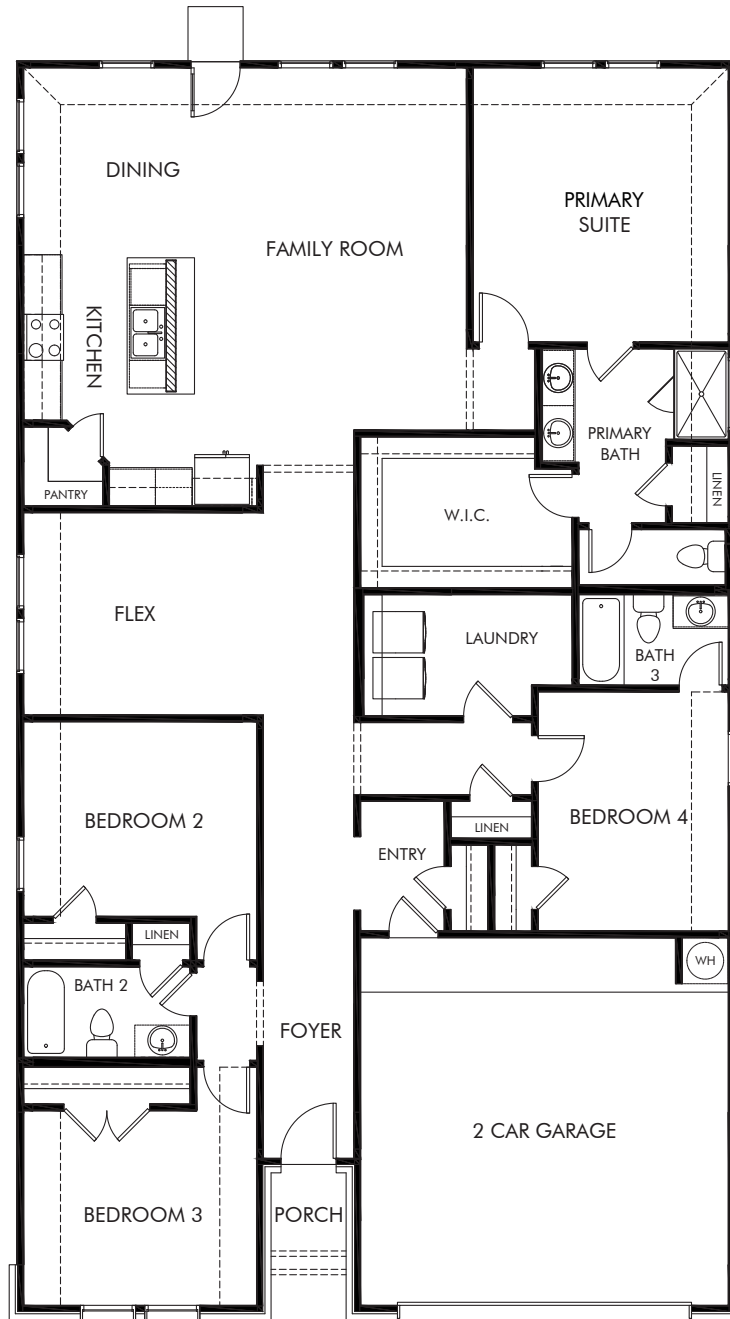 DINING
PRIMARY
SUITE
FAMILY ROOM
KITCHEN
PRIMARY
BATH
LINEN
PANTRY
W.I.C.
FLEX
LAUNDRY
BATH
3
BEDROOM 2
BEDROOM 4
LINEN
ENTRY
LINEN
WH
BATH 2
FOYER
2 CAR GARAGE
BEDROOM 3
PORCH